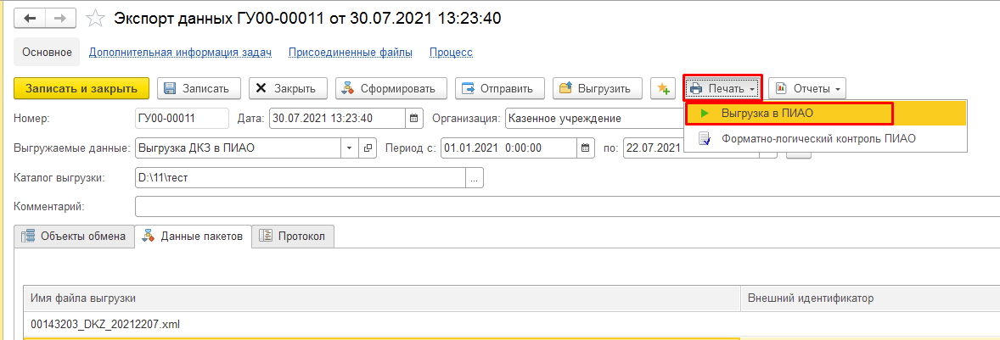 Экспорт данных ГУ00-00011 от 30.07.2021 13:23:40
Основное Дополнительная информация задач Присоединенные файлы Процесс
Записать и закрыть Записать Закрыть Сформировать Отправить Выгрузить Печать Отчеты
Номер: ГУ00-00011 Дата: 30.07.2021 13:23:40 Организация: Казенное учреждение
Выгрузка в ПИАО
Форматно-логический контроль ПИАО
Выгружаемые данные: Выгрузка ДКЗ в ПИАО Период с: 01.01.2021 0:00:00 по: 22.07.2021
Каталог выгрузки: D:\11\тест ...
Комментарий:
Объекты обмена Данные пакетов Протокол
Имя файла выгрузки Внешний идентификатор
00143203_DKZ_20212207.xml